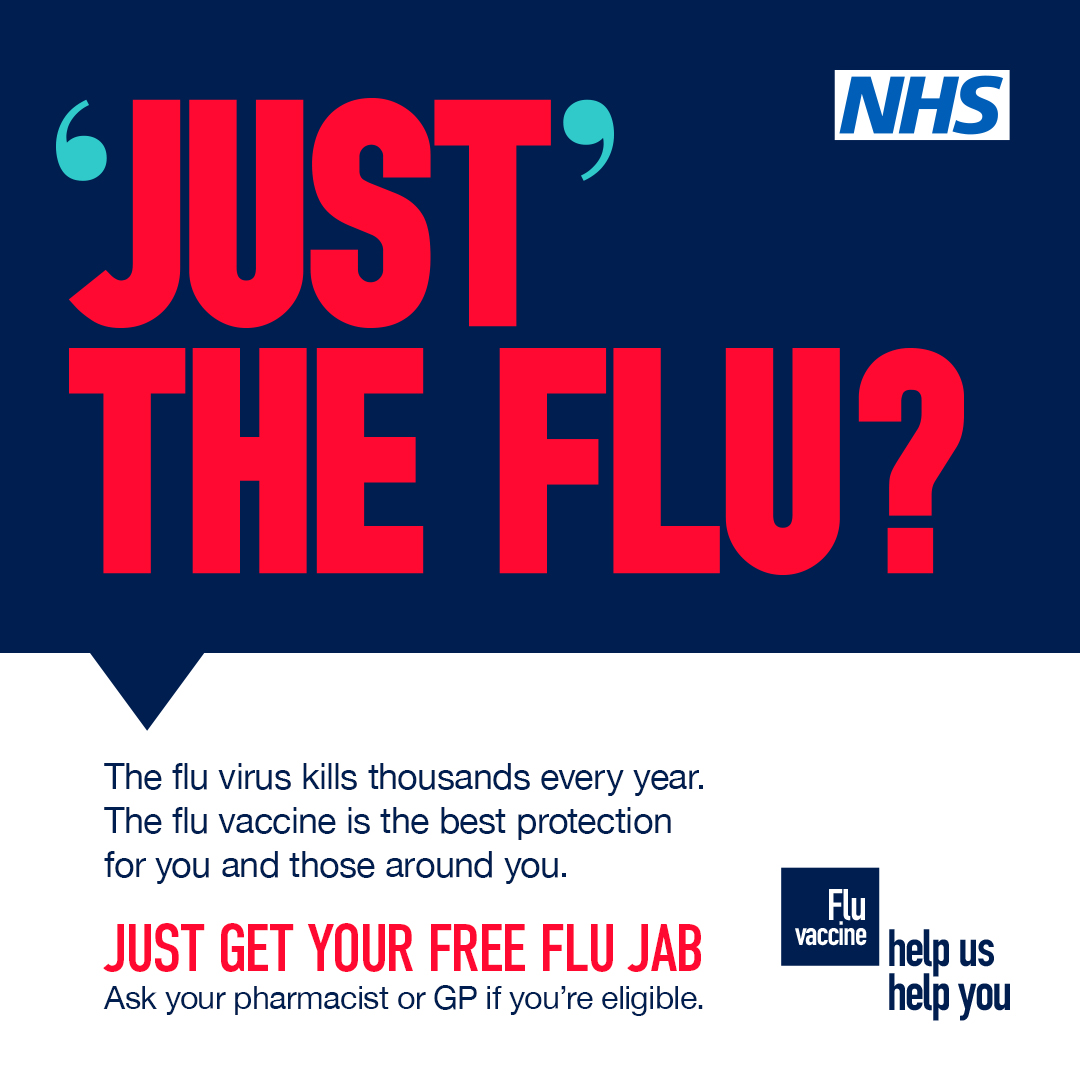 ‘JUST’
NHS
THE FLU?
The flu virus kills thousands every year.
The flu vaccine is the best protection
for you and those around you.
JUST GET YOUR FREE FLU JAB
Ask your pharmacist or GP if you’re eligible.
Flu
vaccine
help us
help you